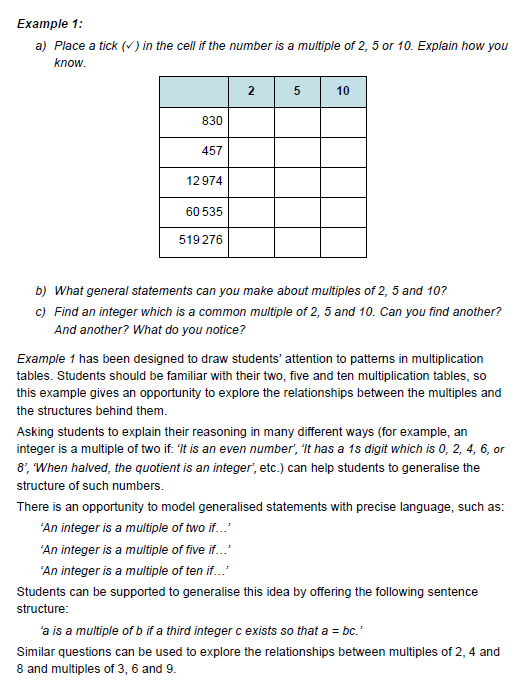 Example 1:
a) Place a tick (✓) in the cell if the number is a multiple of 2, 5 or 10. Explain how you
know.
2 5 10
830
457
12 974
60 535
519 276
b) What general statements can you make about multiples of 2, 5 and 10?
c) Find an integer which is a common multiple of 2, 5 and 10. Can you find another?
And another? What do you notice?
Example 1 has been designed to draw students' attention to patterns in multiplication
tables. Students should be familiar with their two, five and ten multiplication tables, so
this example gives an opportunity to explore the relationships between the multiples and
the structures behind them.
Asking students to explain their reasoning in many different ways (for example, an
integer is a multiple of two if: ‘It is an even number’, ‘It has a 1s digit which is 0, 2, 4, 6, or
8’, ‘When halved, the quotient is an integer’, etc.) can help students to generalise the
structure of such numbers.
There is an opportunity to model generalised statements with precise language, such as:
‘An integer is a multiple of two if…’
‘An integer is a multiple of five if…’
‘An integer is a multiple of ten if…’
Students can be supported to generalise this idea by offering the following sentence
structure:
‘a is a multiple of b if a third integer c exists so that a = bc.’
Similar questions can be used to explore the relationships between multiples of 2, 4 and
8 and multiples of 3, 6 and 9.